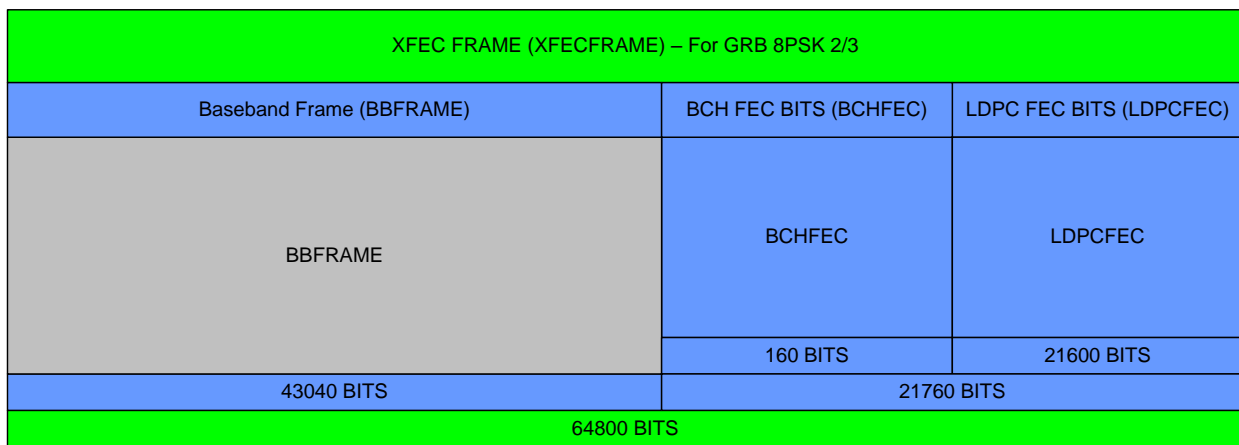 XFEC FRAME (XFECFRAME) – For GRB 8PSK 2/3
Baseband Frame (BBFRAME)
BCH FEC BITS (BCHFEC)
LDPC FEC BITS (LDPCFEC)
BBFRAME
BCHFEC
LDPCFEC
160 BITS
21600 BITS
43040 BITS
21760 BITS
64800 BITS